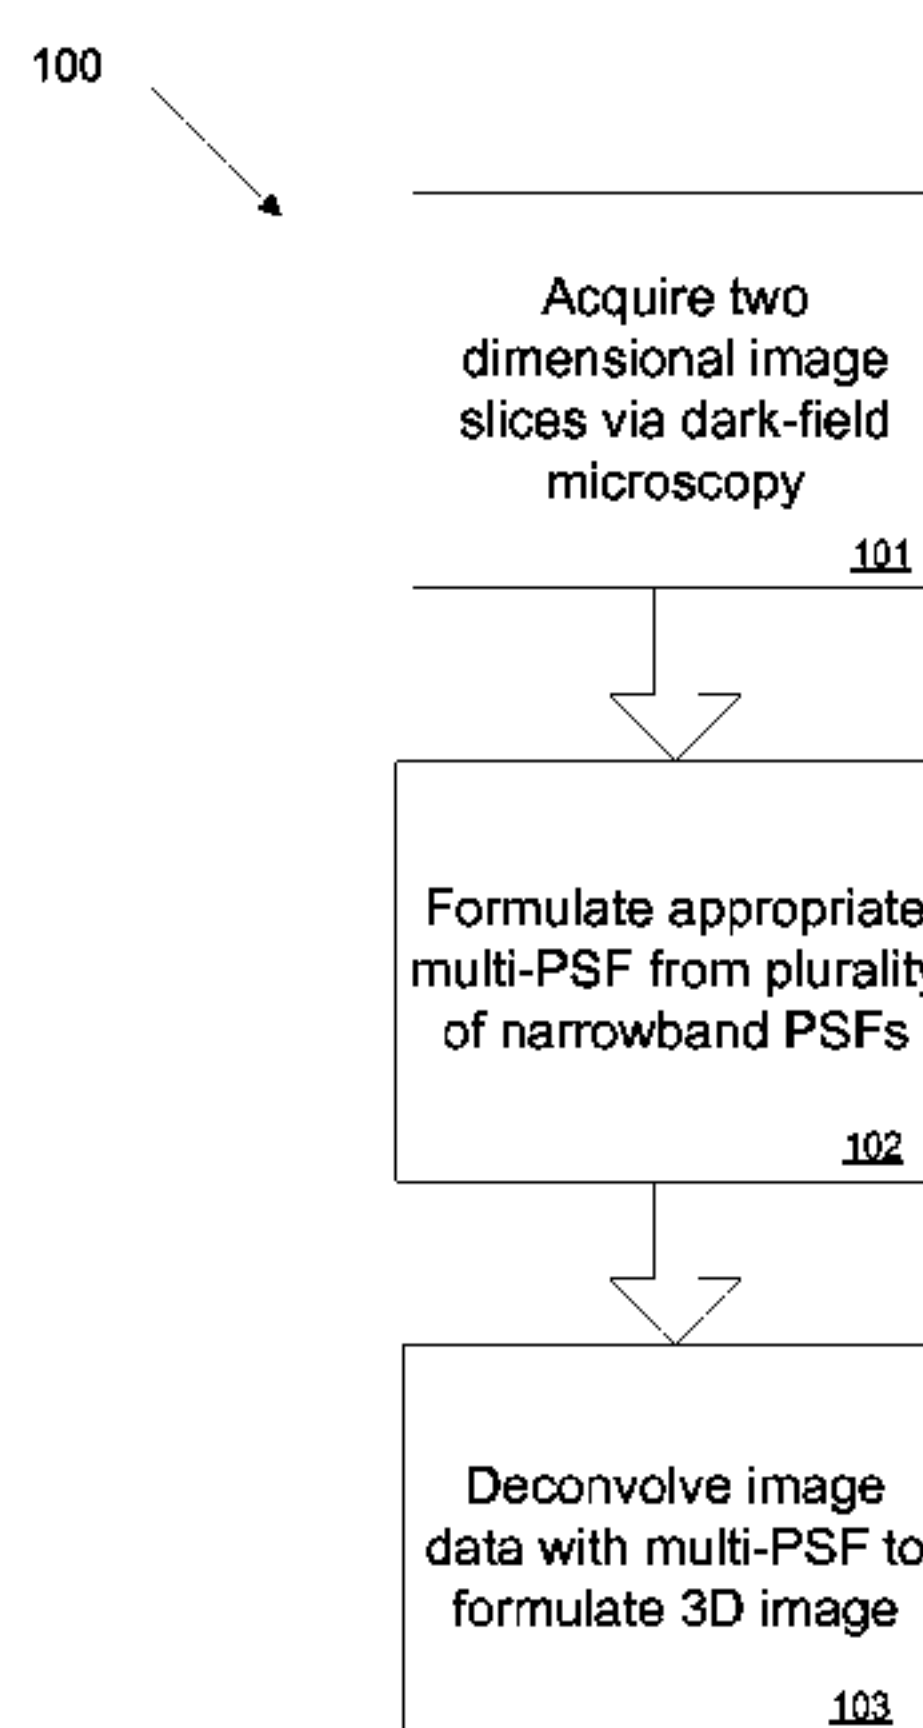 100
Acquire two
dimensional image
slices via dark-field
microscopy
101
Formulate appropriate
multi-PSF from plurality
of narrowband PSFs
102
Deconvolve image
data with multi-PSF to
formulate 3D image
103